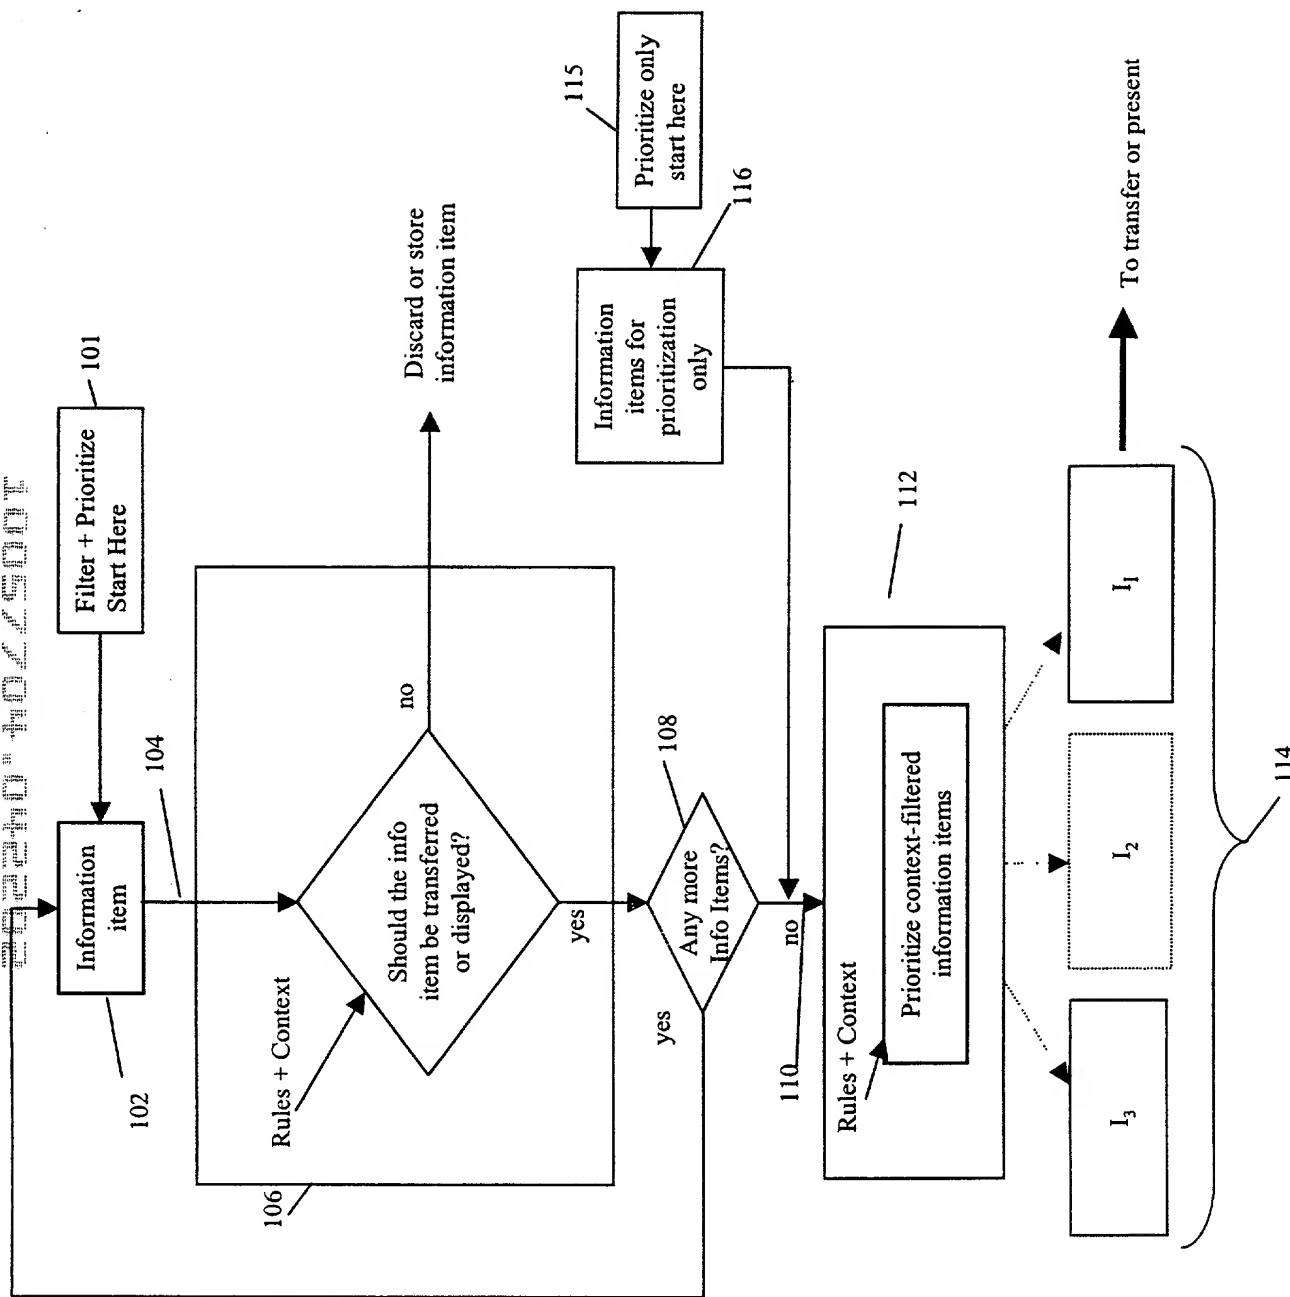 Filter + Prioritize
Start Here
101
Information
item
102
104
Rules + Context
Should the info
item be transferred
or displayed?
106
no
Discard or store
information item
yes
Any more
Info Items?
108
yes
no
110
Prioritize only
start here
115
Information
items for
prioritization
only
116
Rules + Context
Prioritize context-filtered
information items
112
I3
I2
I1
To transfer or present
114